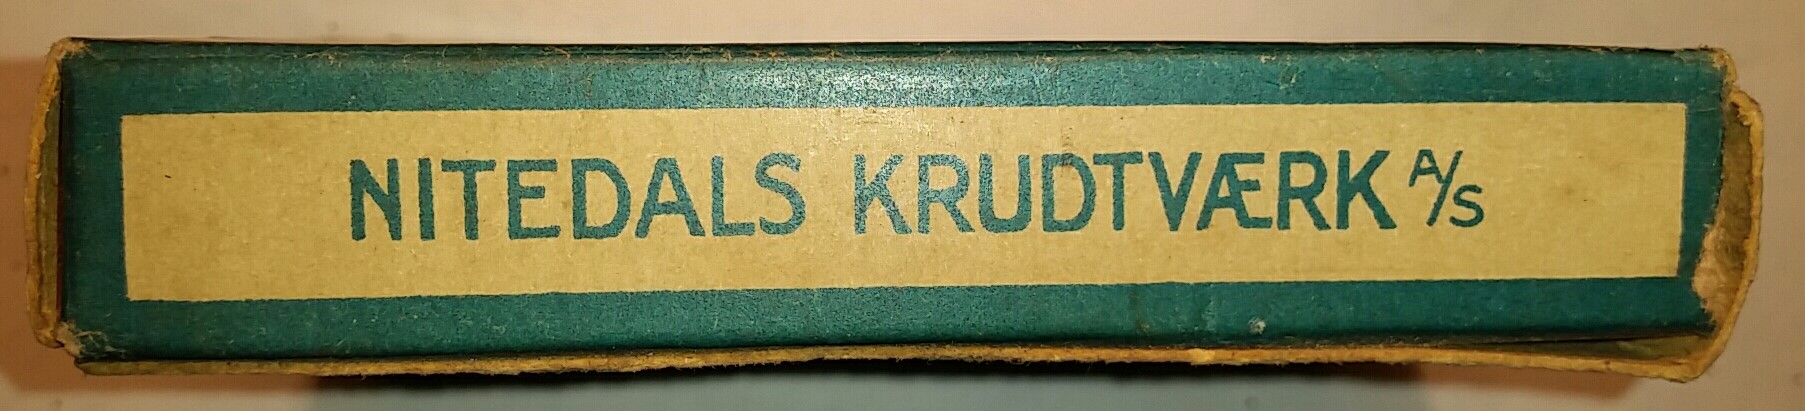 NITEDALS KRUDTVÆRK A/S